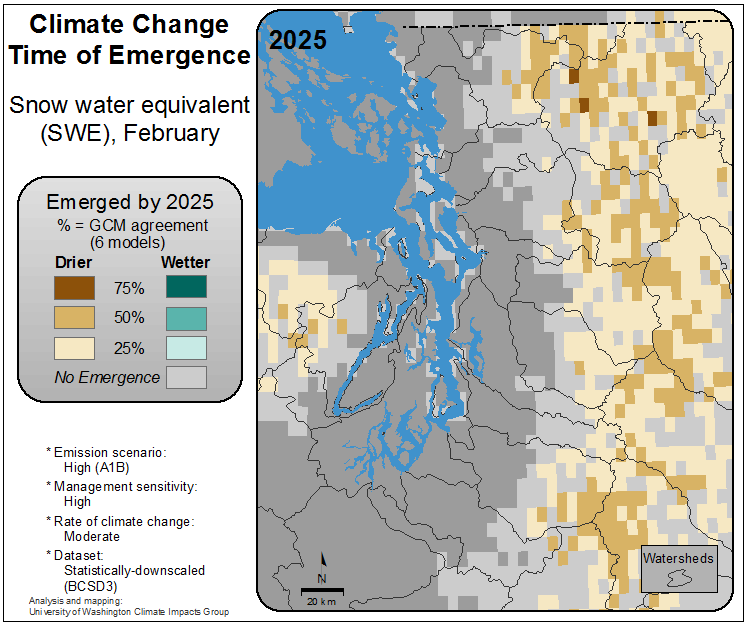 Climate Change
Time of Emergence
Snow water equivalent
(SWE), February
Emerged by 2025
% = GCM agreement
(6 models)
Drier Wetter
75%
50%
25%
No Emergence
* Emission scenario:
High (A1B)
* Management sensitivity:
High
* Rate of climate change:
Moderate
* Dataset:
Statistically-downscaled
(BCSD3)
Analysis and mapping:
University of Washington Climate Impacts Group
2025
N
20 km
Watersheds